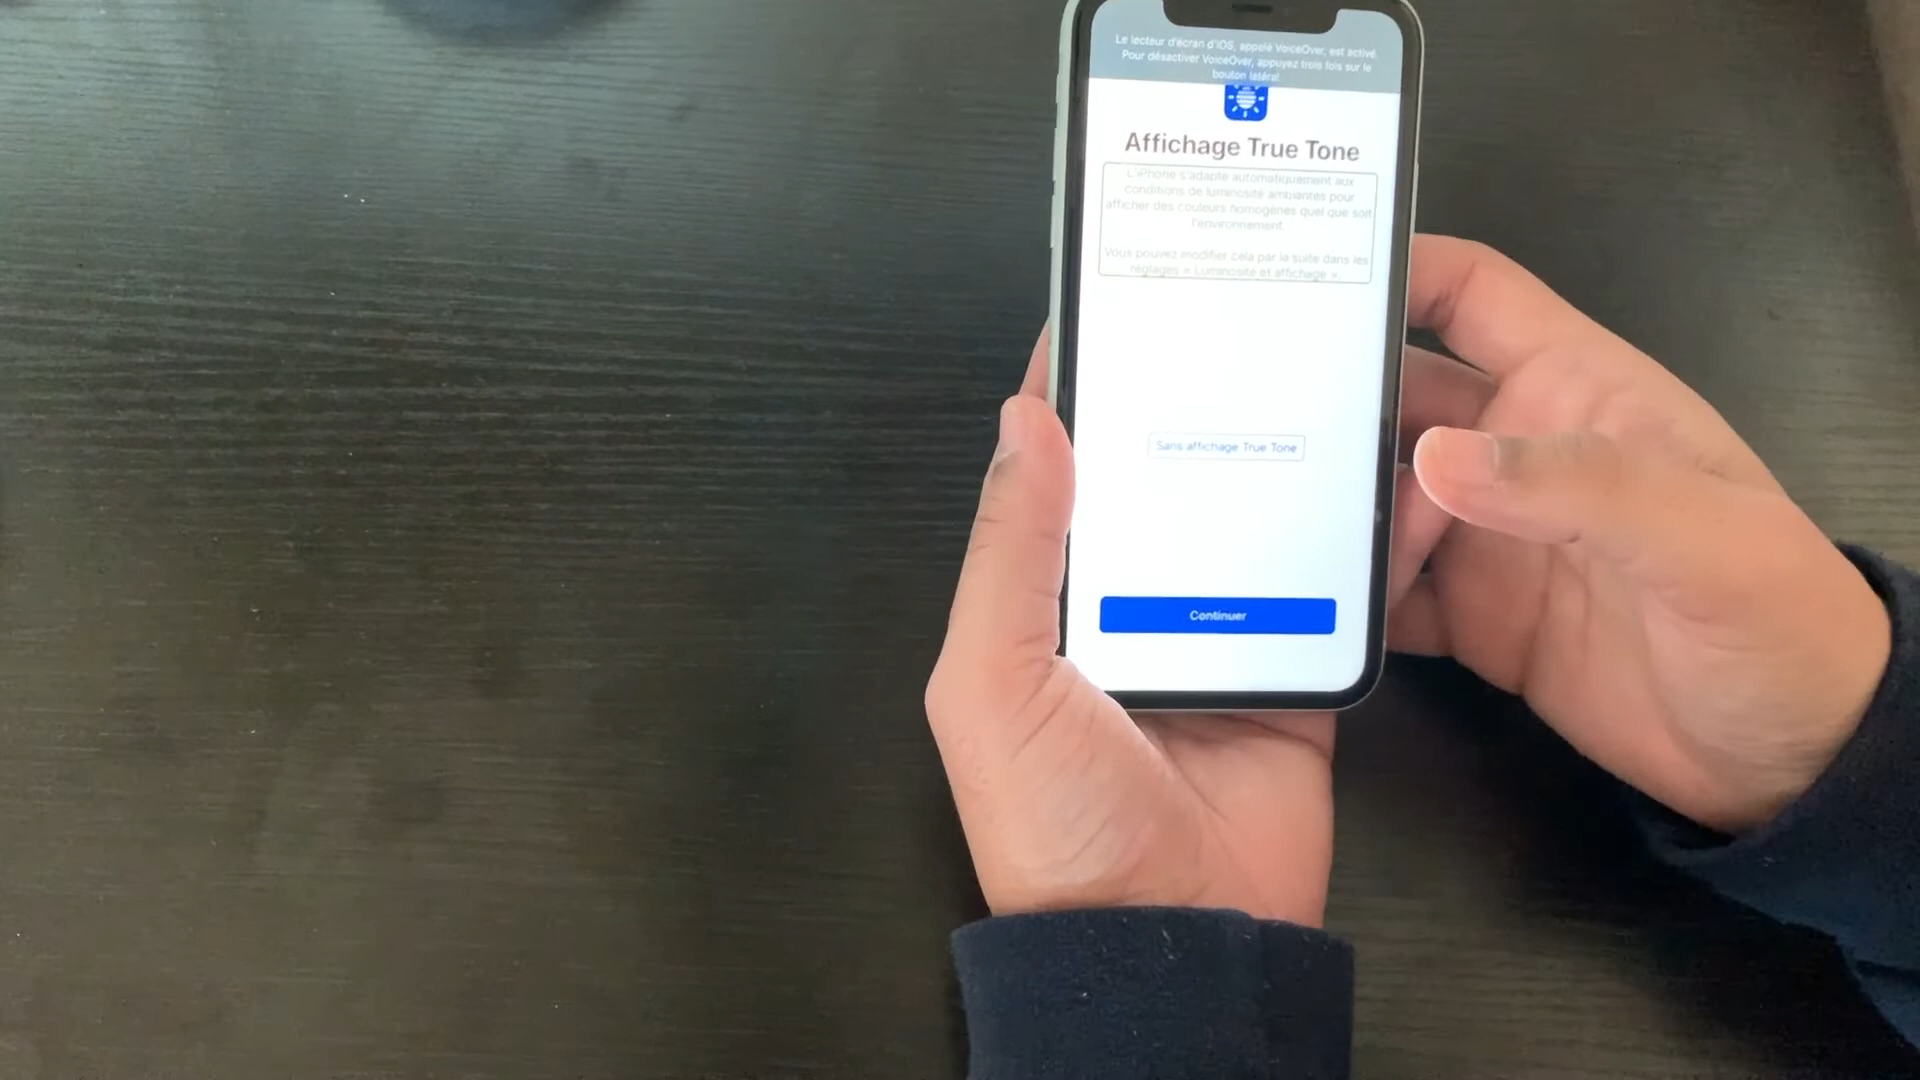 Le lecteur d'écran d'iOS, appelé VoiceOver, est activé.
Pour désactiver VoiceOver, appuyez trois fois sur le
bouton latéral.
Affichage True Tone
L'iPhone s'adapte automatiquement aux
conditions de luminosité ambiantes pour
afficher des couleurs homogènes quel que soit
l'environnement.
Vous pouvez modifier cela par la suite dans les
réglages « Luminosité et affichage ».
Sans affichage True Tone
Continuer